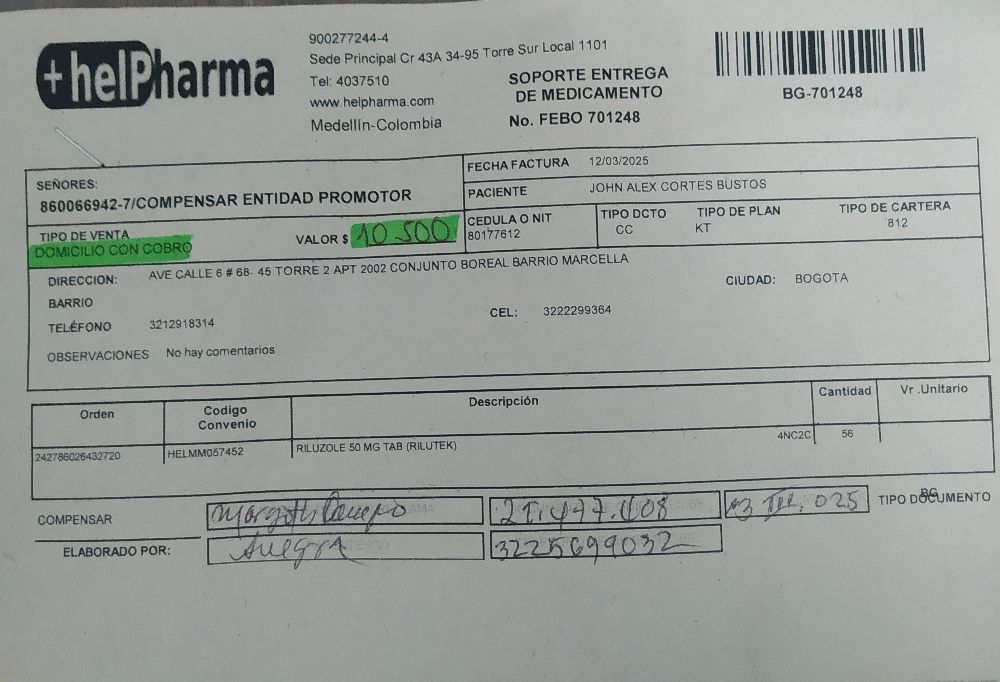 +helPharma
900277244-4
Sede Principal Cr 43A 34-95 Torre Sur Local 1101
Tel: 4037510
www.helpharma.com
Medellín-Colombia
SOPORTE ENTREGA
DE MEDICAMENTO
No. FEBO 701248
BG-701248
SEÑORES:
860066942-7/COMPENSAR ENTIDAD PROMOTOR
FECHA FACTURA 12/03/2025
PACIENTE JOHN ALEX CORTES BUSTOS
TIPO DE VENTA
DOMICILIO CON COBRO
VALOR $ 10 500
CEDULA O NIT
80177612
TIPO DCTO
CC
TIPO DE PLAN
KT
TIPO DE CARTERA
812
DIRECCION: AVE CALLE 6 # 68- 45 TORRE 2 APT 2002 CONJUNTO BOREAL BARRIO MARCELLA
CIUDAD: BOGOTA
BARRIO
TELÉFONO 3212918314
CEL: 3222299364
OBSERVACIONES No hay comentarios
Orden Codigo Convenio Descripción Cantidad Vr .Unitario
242786026432720 HELMM057452 RILUZOLE 50 MG TAB (RILUTEK) 4NC2C 56
COMPENSAR 21.477.408 025 TIPO DOCUMENTO BG
ELABORADO POR: Suegra 3225699032